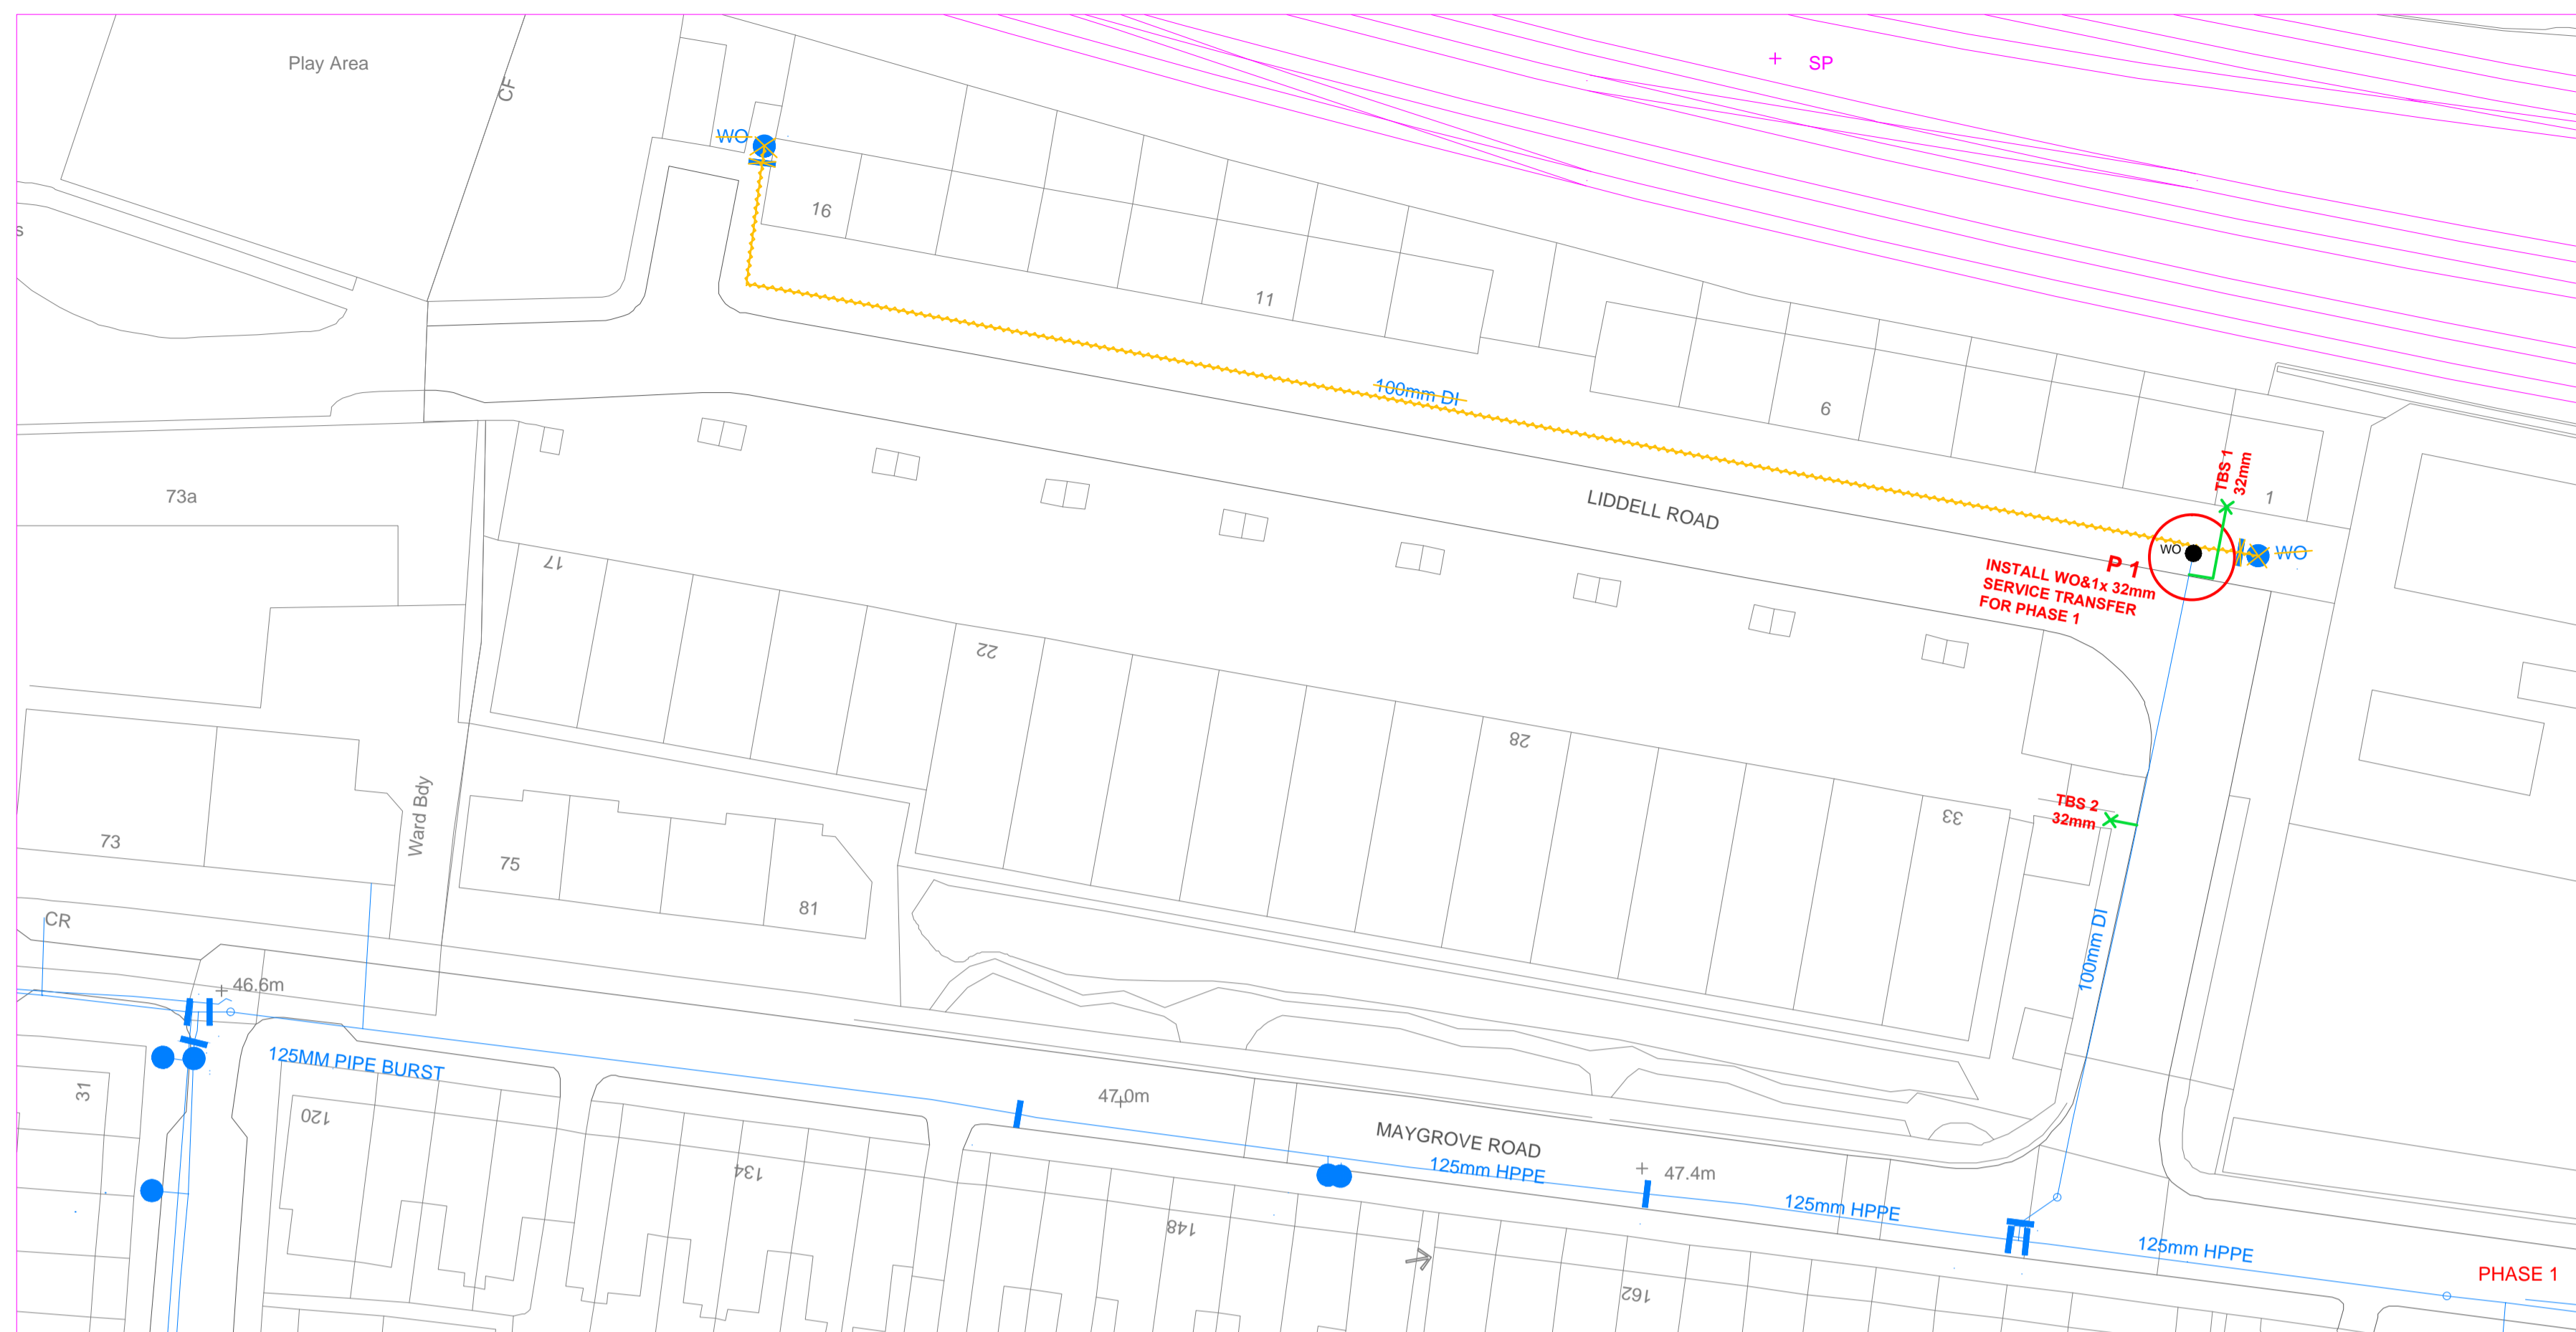 Play Area
CF
SP
WO
16
s
11
100mm DI
6
73a
LIDDELL ROAD
TBS 1
32mm
1
WO
WO
P 1
INSTALL WO&1x 32mm
SERVICE TRANSFER
FOR PHASE 1
17
22
28
33
TBS 2
32mm
Ward Bdy
73
75
81
CR
100mm DI
46.6m
125MM PIPE BURST
31
120
134
47.0m
MAYGROVE ROAD
125mm HPPE
47.4m
125mm HPPE
148
162
125mm HPPE
PHASE 1